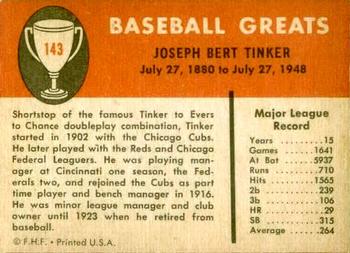 BASEBALL GREATS
143
JOSEPH BERT TINKER
July 27, 1880 to July 27, 1948
Shortstop of the famous Tinker to Evers
to Chance doubleplay combination, Tinker
started in 1902 with the Chicago Cubs.
He later played with the Reds and Chicago
Federal Leaguers. He was playing man-
ager at Cincinnati one season, the Fed-
erals two, and rejoined the Cubs as part
time player and bench manager in 1916.
He was minor league manager and club
owner until 1923 when he retired from
baseball.
© F.H.F. • Printed U.S.A.
Major League
Record
Years ........ 15
Games ..... 1641
At Bat ..... 5937
Runs ....... 710
Hits ....... 1565
2b ......... 239
3b ......... 106
HR .......... 29
SB ......... 315
Average .... .264